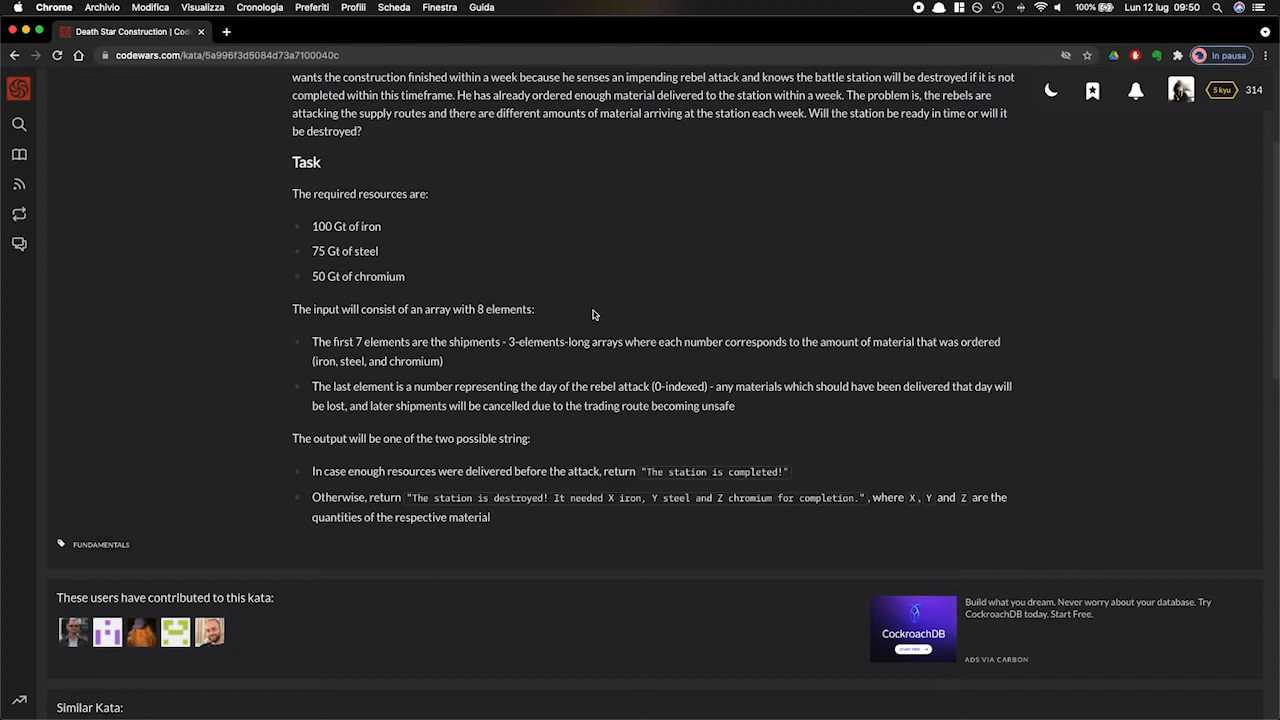 Chrome Archivio Modifica Visualizza Cronologia Preferiti Profili Scheda Finestra Guida 100% Lun 12 lug 09:50
Death Star Construction | Cod
codewars.com/kata/5a996f3d5084d73a7100040c In pausa
wants the construction finished within a week because he senses an impending rebel attack and knows the battle station will be destroyed if it is not
completed within this timeframe. He has already ordered enough material delivered to the station within a week. The problem is, the rebels are
attacking the supply routes and there are different amounts of material arriving at the station each week. Will the station be ready in time or will it
be destroyed?
5 kyu 314
Task
The required resources are:
100 Gt of iron
75 Gt of steel
50 Gt of chromium
The input will consist of an array with 8 elements:
The first 7 elements are the shipments - 3-elements-long arrays where each number corresponds to the amount of material that was ordered
(iron, steel, and chromium)
The last element is a number representing the day of the rebel attack (0-indexed) - any materials which should have been delivered that day will
be lost, and later shipments will be cancelled due to the trading route becoming unsafe
The output will be one of the two possible string:
In case enough resources were delivered before the attack, return "The station is completed!"
Otherwise, return "The station is destroyed! It needed X iron, Y steel and Z chromium for completion.", where X, Y and Z are the
quantities of the respective material
FUNDAMENTALS
These users have contributed to this kata:
Build what you dream. Never worry about your database. Try
CockroachDB today. Start Free.
CockroachDB
START FREE
ADS VIA CARBON
Similar Kata: